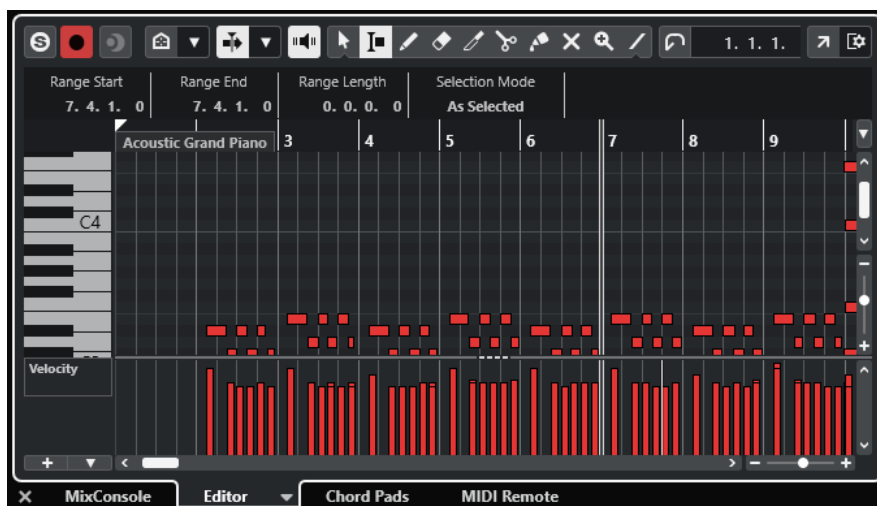 S
1. 1. 1.
Range Start Range End Range Length Selection Mode
7. 4. 1. 0 7. 4. 1. 0 0. 0. 0. 0 As Selected
Acoustic Grand Piano 3 4 5 6 7 8 9
C4
Velocity
MixConsole Editor Chord Pads MIDI Remote